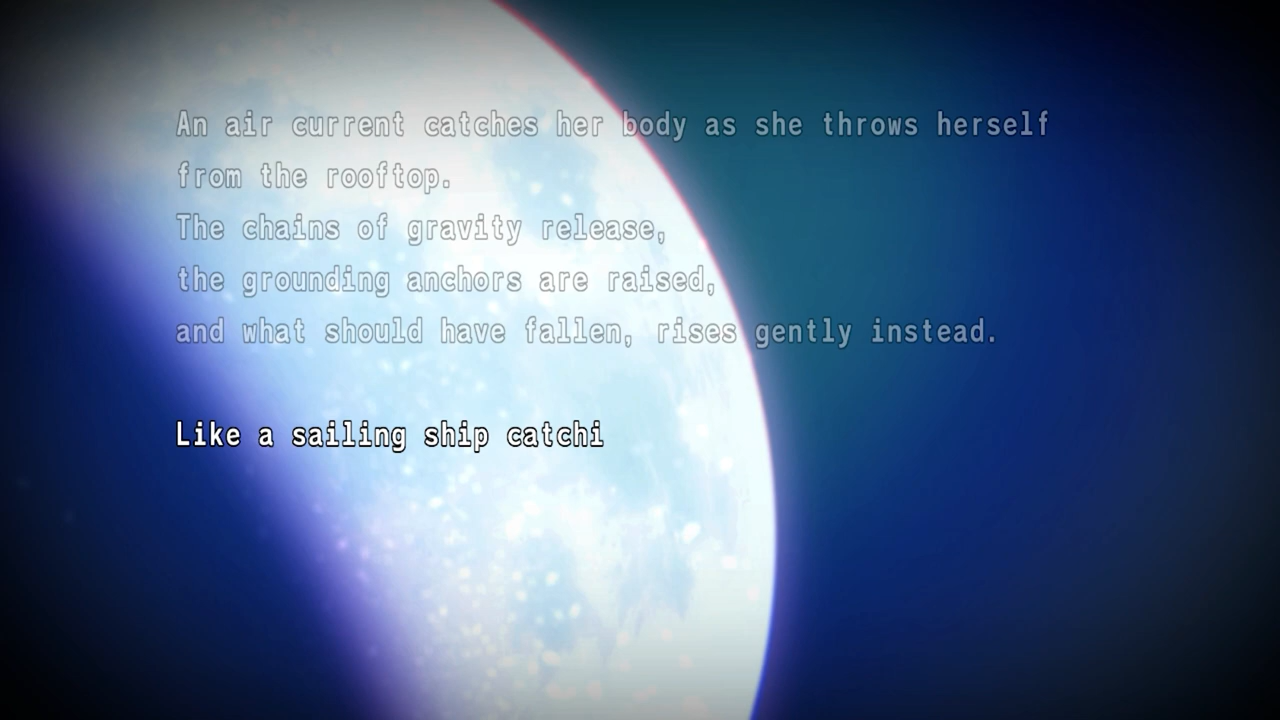 An air current catches her body as she throws herself
from the rooftop.
The chains of gravity release,
the grounding anchors are raised,
and what should have fallen, rises gently instead.
Like a sailing ship catchi